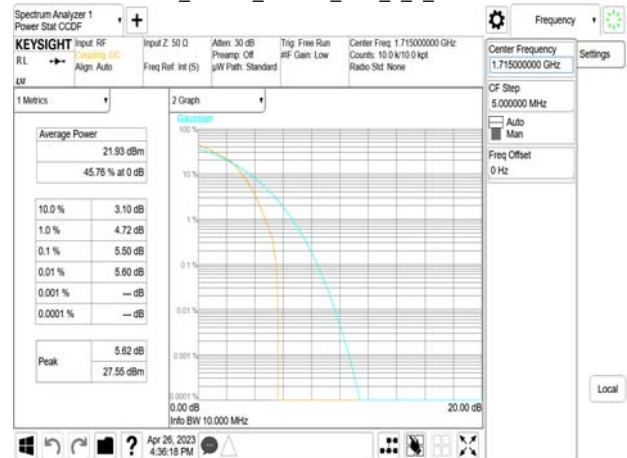 Spectrum Analyzer 1
Power Stat CCDF
+
Frequency
KEYSIGHT
RL
Input: RF
Coupling: DC
Align: Auto
Input Z: 50 Ω
Freq Ref: Int (S)
Atten: 30 dB
Preamp: Off
µW Path: Standard
Trig: Free Run
#IF Gain: Low
Center Freq: 1.715000000 GHz
Counts: 10.0 k/10.0 kpt
Radio Std: None
Center Frequency
1.715000000 GHz
Settings
CF Step
5.000000 MHz
Auto
Man
Freq Offset
0 Hz
1 Metrics
2 Graph
Average Power
21.93 dBm
45.76 % at 0 dB
10.0 % 3.10 dB
1.0 % 4.72 dB
0.1 % 5.50 dB
0.01 % 5.60 dB
0.001 % --- dB
0.0001 % --- dB
Peak
5.62 dB
27.55 dBm
Gaussian
100 %
10 %
1 %
0.1 %
0.01 %
0.001 %
0.0001 %
0.00 dB
20.00 dB
Info BW 10.000 MHz
Local
?
Apr 26, 2023
4:36:18 PM